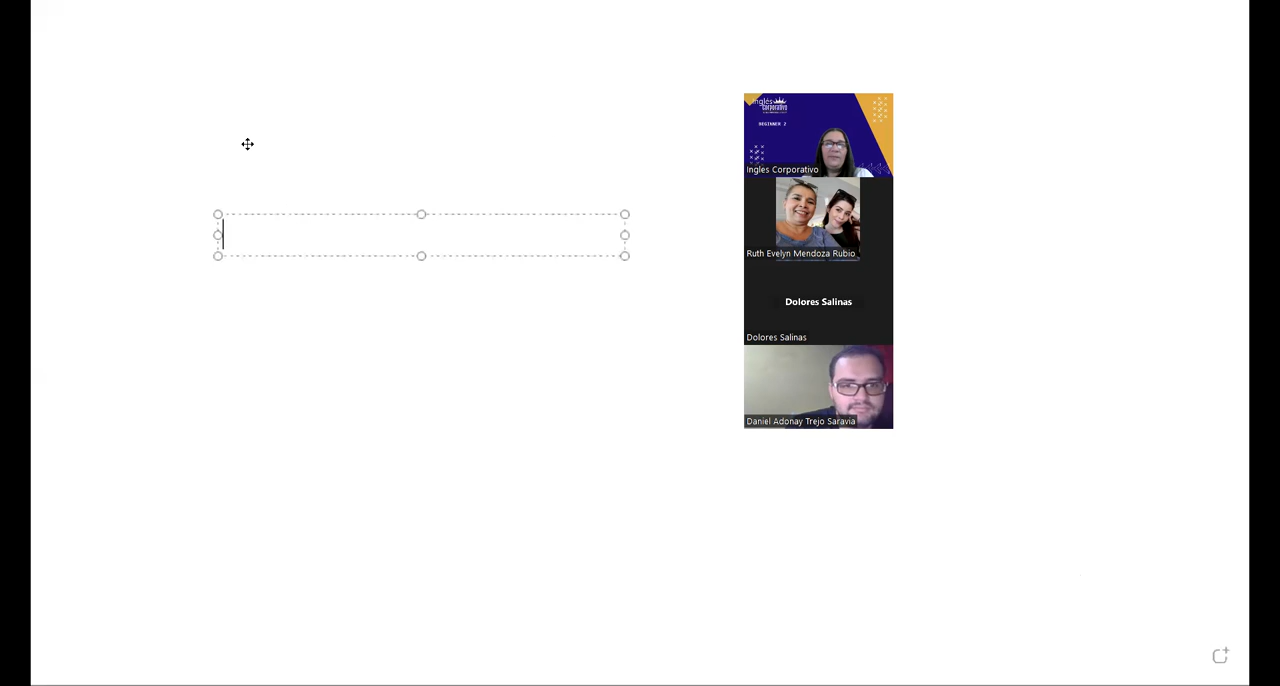 Inglés
corporativo
BEGINNER 2
Ingles Corporativo
Ruth Evelyn Mendoza Rubio
Dolores Salinas
Dolores Salinas
Daniel Adonay Trejo Saravia